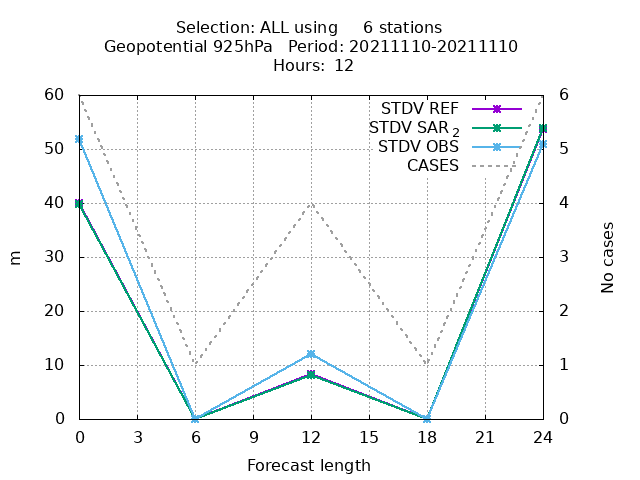 Selection: ALL using     6 stations
Geopotential 925hPa   Period: 20211110-20211110
Hours: 12
60 6
STDV REF
STDV SAR 2
50 5
STDV OBS
CASES
40 4
m
No cases
30 3
20 2
10 1
0 0
0 3 6 9 12 15 18 21 24
Forecast length